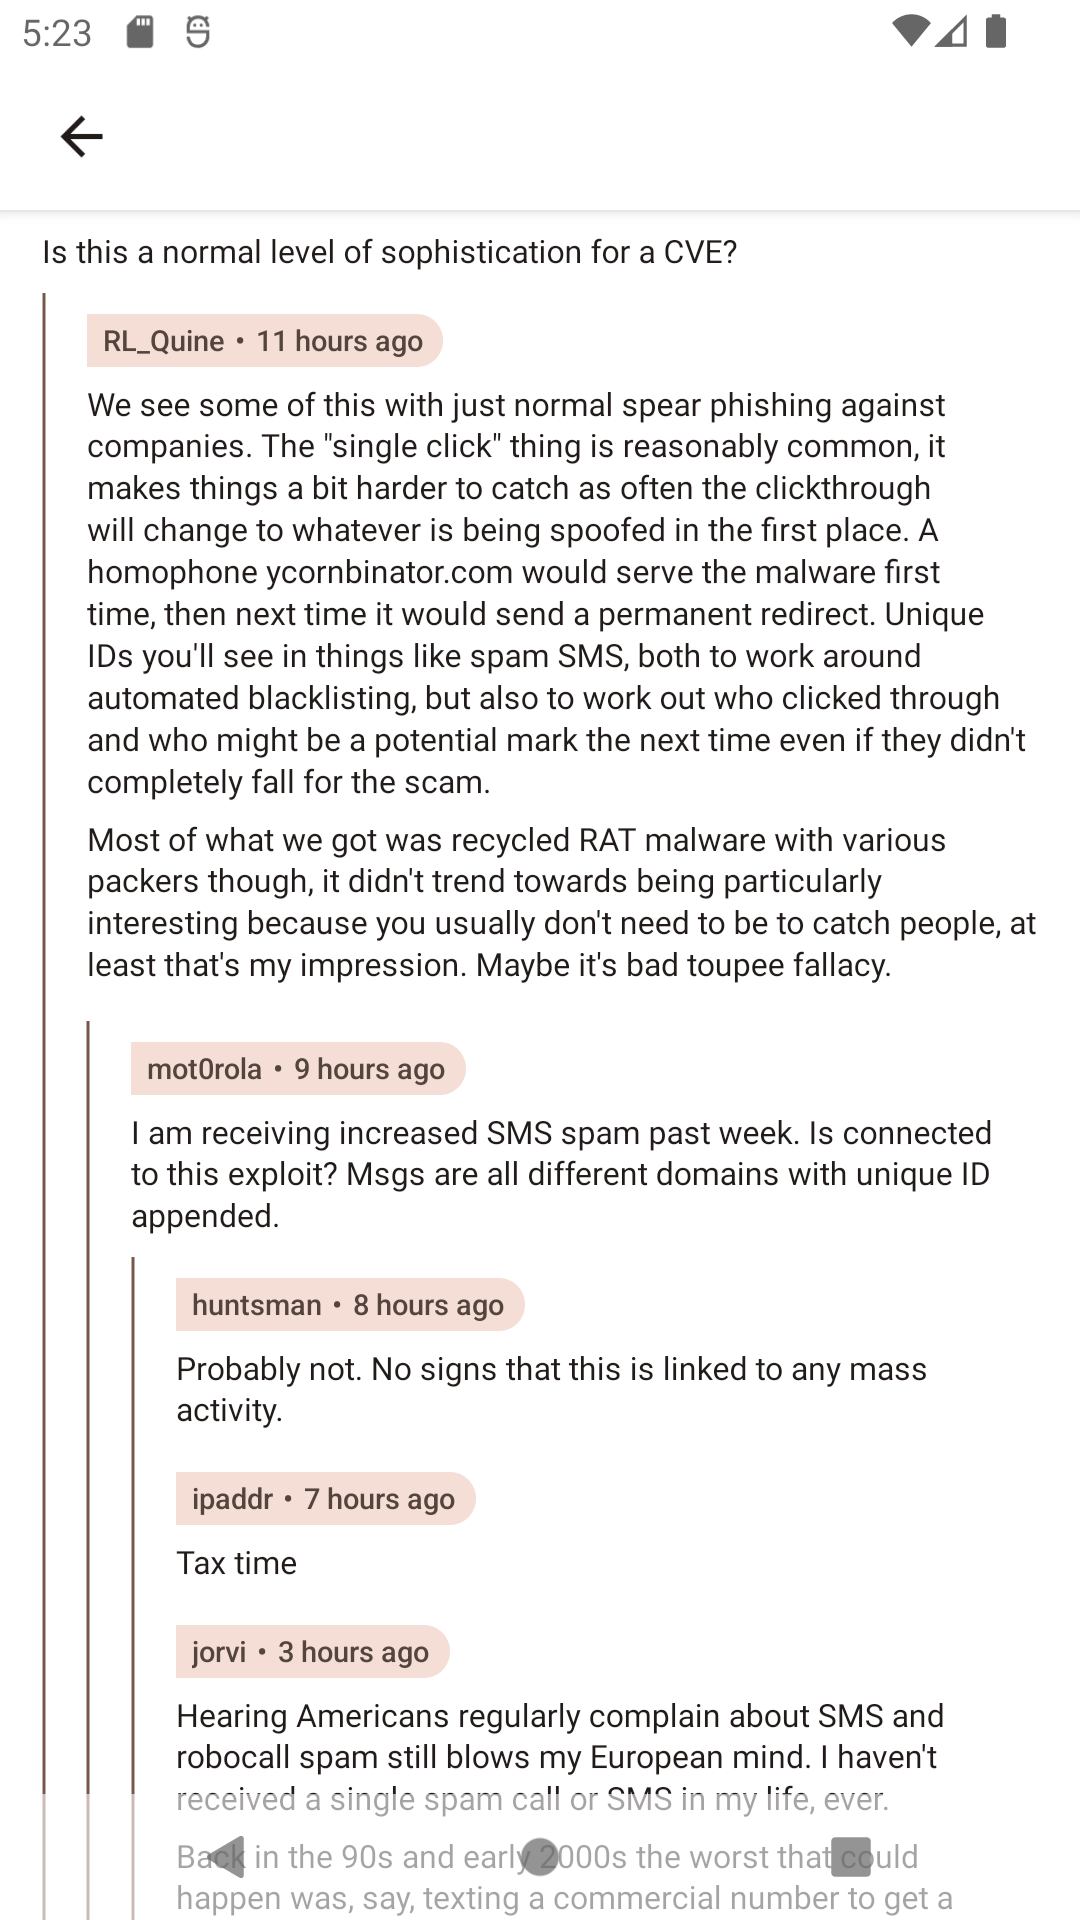 5:23
Is this a normal level of sophistication for a CVE?
RL_Quine • 11 hours ago
We see some of this with just normal spear phishing against
companies. The "single click" thing is reasonably common, it
makes things a bit harder to catch as often the clickthrough
will change to whatever is being spoofed in the first place. A
homophone ycornbinator.com would serve the malware first
time, then next time it would send a permanent redirect. Unique
IDs you'll see in things like spam SMS, both to work around
automated blacklisting, but also to work out who clicked through
and who might be a potential mark the next time even if they didn't
completely fall for the scam.
Most of what we got was recycled RAT malware with various
packers though, it didn't trend towards being particularly
interesting because you usually don't need to be to catch people, at
least that's my impression. Maybe it's bad toupee fallacy.
mot0rola • 9 hours ago
I am receiving increased SMS spam past week. Is connected
to this exploit? Msgs are all different domains with unique ID
appended.
huntsman • 8 hours ago
Probably not. No signs that this is linked to any mass
activity.
ipaddr • 7 hours ago
Tax time
jorvi • 3 hours ago
Hearing Americans regularly complain about SMS and
robocall spam still blows my European mind. I haven't
received a single spam call or SMS in my life, ever.
Back in the 90s and early 2000s the worst that could
happen was, say, texting a commercial number to get a